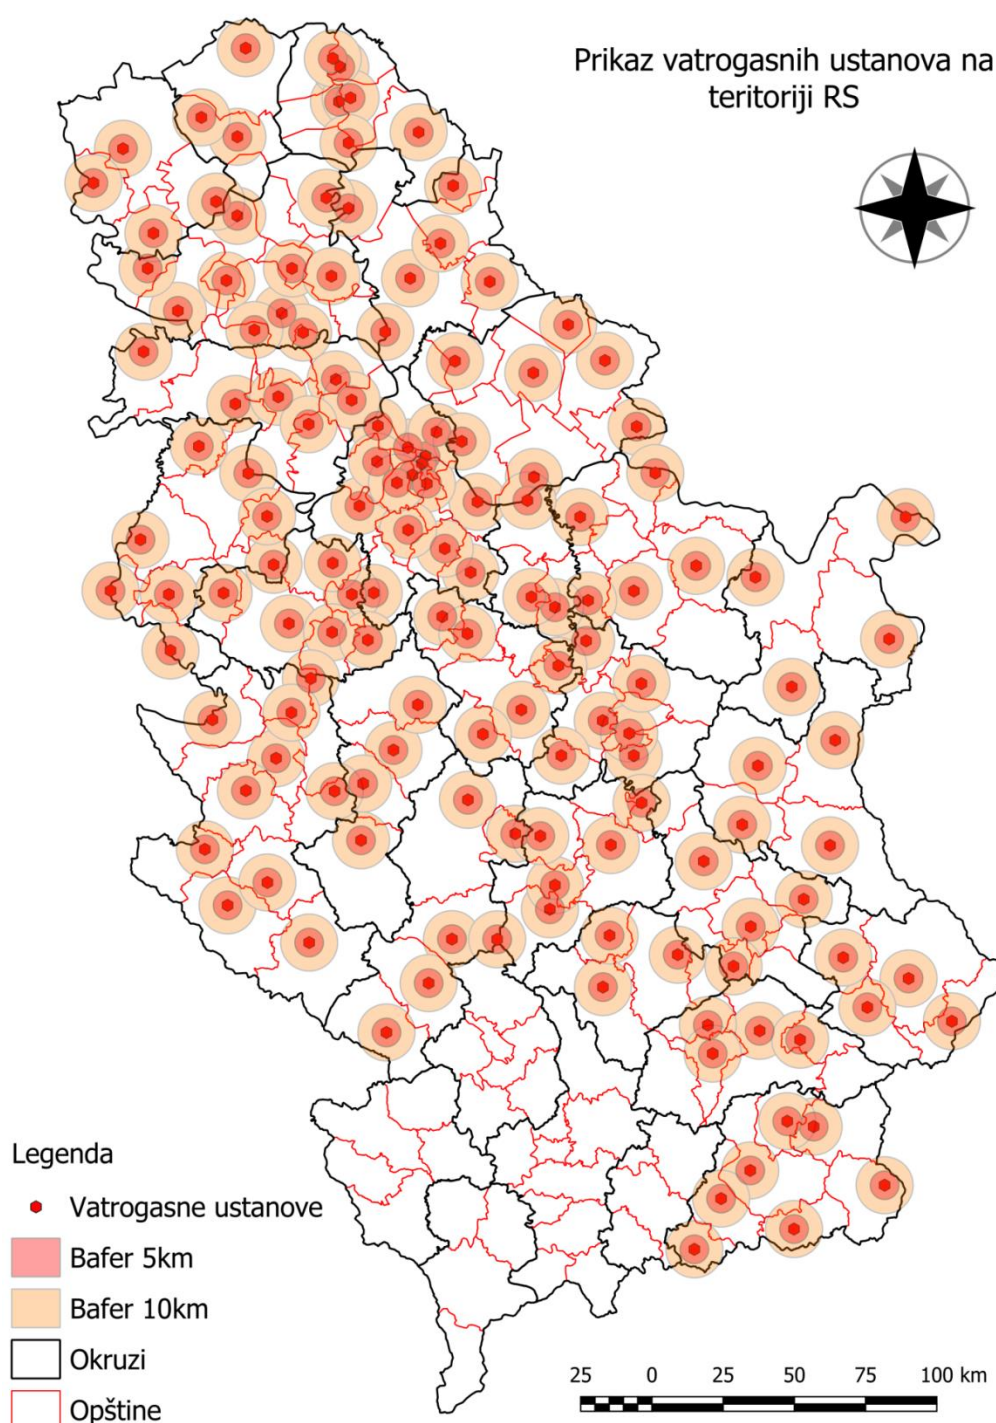 Prikaz vatrogasnih ustanova na
teritoriji RS
Legenda
Vatrogasne ustanove
Bafer 5km
Bafer 10km
Okruzi
Opštine
25 0 25 50 75 100 km